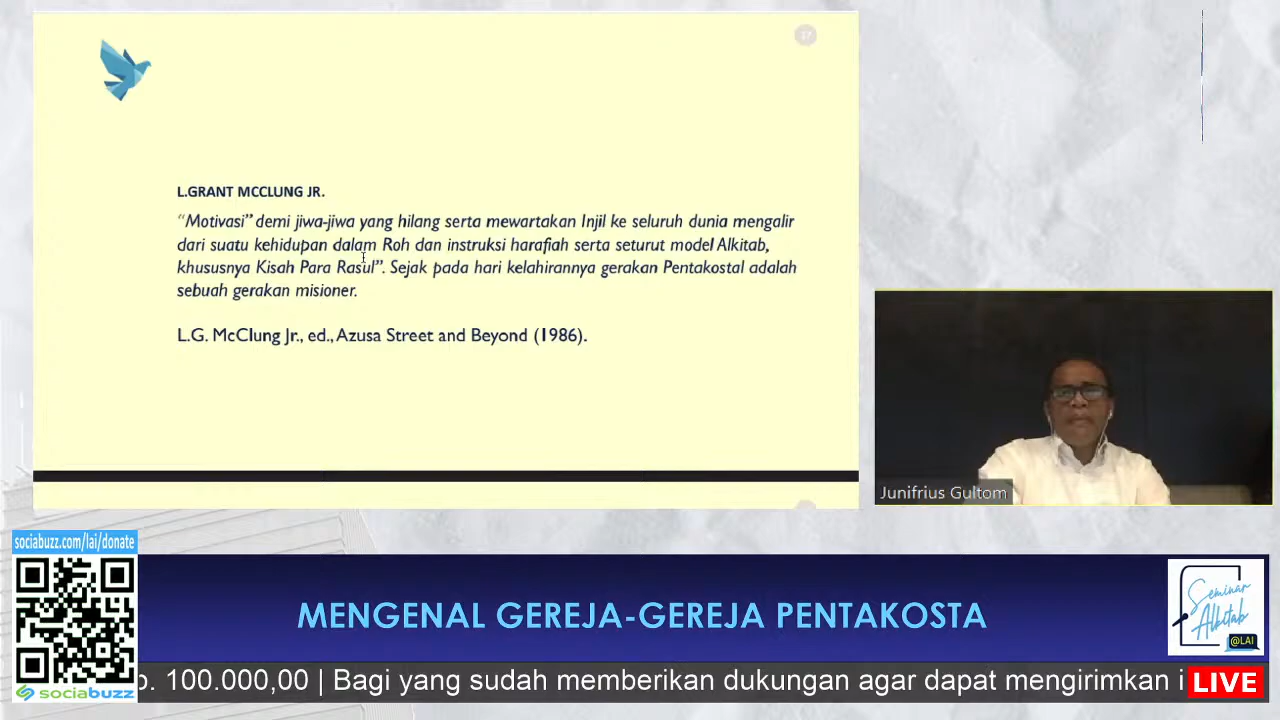 17
L.GRANT MCCLUNG JR.
“Motivasi” demi jiwa-jiwa yang hilang serta mewartakan Injil ke seluruh dunia mengalir
dari suatu kehidupan dalam Roh dan instruksi harafiah serta seturut model Alkitab,
khususnya Kisah Para Rasul”. Sejak pada hari kelahirannya gerakan Pentakostal adalah
sebuah gerakan misioner.
L.G. McClung Jr., ed., Azusa Street and Beyond (1986).
Junifrius Gultom
sociabuzz.com/lai/donate
MENGENAL GEREJA-GEREJA PENTAKOSTA
Seminar
Alkitab
@LAI
sociabuzz
p. 100.000,00 | Bagi yang sudah memberikan dukungan agar dapat mengirimkan i
LIVE